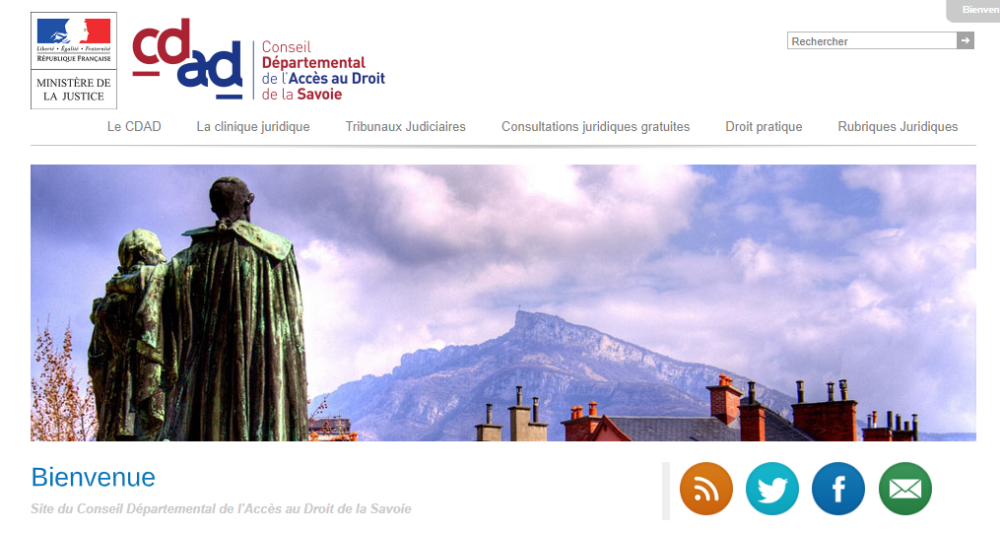 Bienven
Liberté • Égalité • Fraternité
RÉPUBLIQUE FRANÇAISE
MINISTÈRE DE
LA JUSTICE
cdad
Conseil
Départemental
de l'Accès au Droit
de la Savoie
Rechercher
Le CDAD La clinique juridique Tribunaux Judiciaires Consultations juridiques gratuites Droit pratique Rubriques Juridiques
Bienvenue
Site du Conseil Départemental de l'Accès au Droit de la Savoie